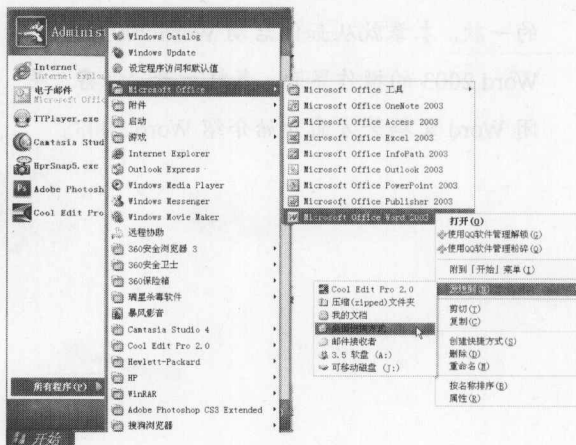 Administ
Internet
Internet Explo
电子邮件
Microsoft Offic
TTPlayer.exe
Camtasia Stud
HprSnap5.exe
Adobe Photosh
Cool Edit Pro
所有程序(P)
开始
Windows Catalog
Windows Update
设定程序访问和默认值
Microsoft Office
附件
启动
游戏
Internet Explorer
Outlook Express
Windows Media Player
Windows Messenger
Windows Movie Maker
远程协助
360安全浏览器 3
360安全卫士
360保险箱
瑞星杀毒软件
暴风影音
Camtasia Studio 4
Cool Edit Pro 2.0
Hewlett-Packard
HP
WinRAR
Adobe Photoshop CS3 Extended
搜狗浏览器
Microsoft Office 工具
Microsoft Office OneNote 2003
Microsoft Office Access 2003
Microsoft Office Excel 2003
Microsoft Office InfoPath 2003
Microsoft Office Outlook 2003
Microsoft Office PowerPoint 2003
Microsoft Office Publisher 2003
Microsoft Office Word 2003
打开(O)
使用QQ软件管理解锁(G)
使用QQ软件管理粉碎(G)
附到「开始」菜单(I)
发送到(N)
剪切(T)
复制(C)
创建快捷方式(S)
删除(D)
重命名(M)
按名称排序(B)
属性(R)
Cool Edit Pro 2.0
压缩(zipped)文件夹
我的文档
桌面快捷方式
邮件接收者
3.5 软盘 (A:)
可移动磁盘 (J:)